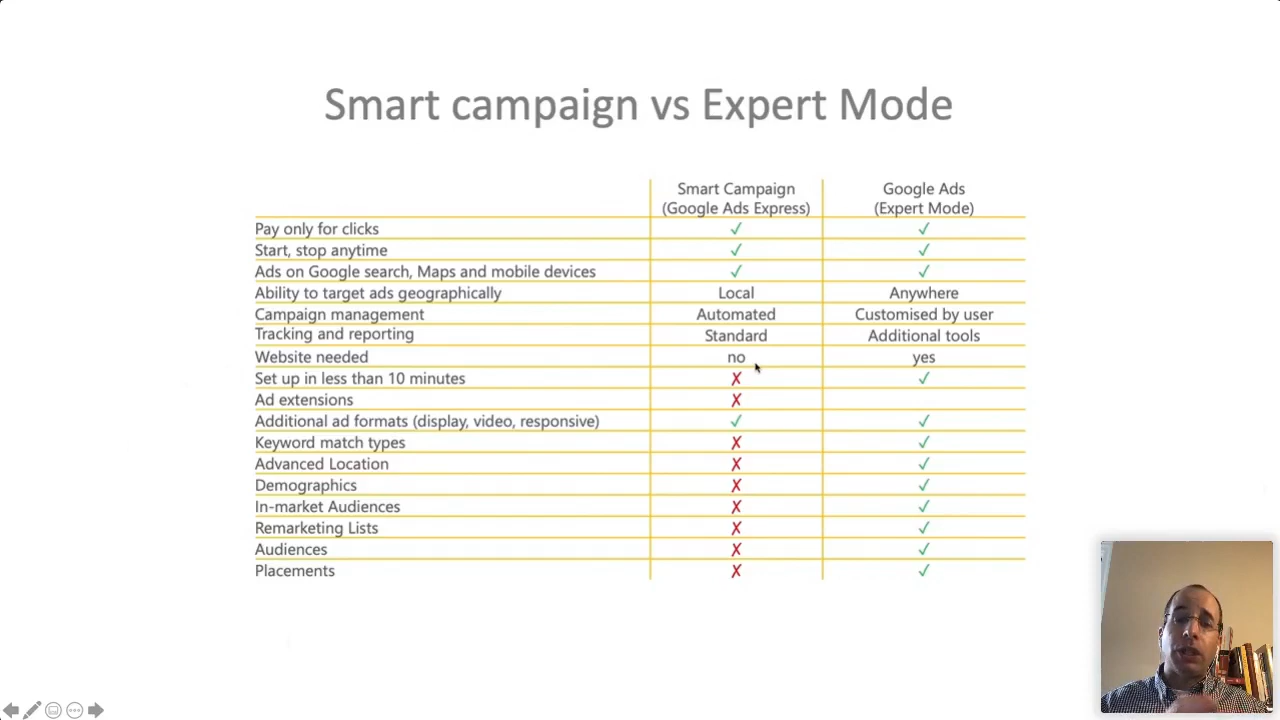 Smart campaign vs Expert Mode
Smart Campaign Google Ads
(Google Ads Express) (Expert Mode)
Pay only for clicks ✓ ✓
Start, stop anytime ✓ ✓
Ads on Google search, Maps and mobile devices ✓ ✓
Ability to target ads geographically Local Anywhere
Campaign management Automated Customised by user
Tracking and reporting Standard Additional tools
Website needed no yes
Set up in less than 10 minutes ✗ ✓
Ad extensions ✗
Additional ad formats (display, video, responsive) ✓ ✓
Keyword match types ✗ ✓
Advanced Location ✗ ✓
Demographics ✗ ✓
In-market Audiences ✗ ✓
Remarketing Lists ✗ ✓
Audiences ✗ ✓
Placements ✗ ✓